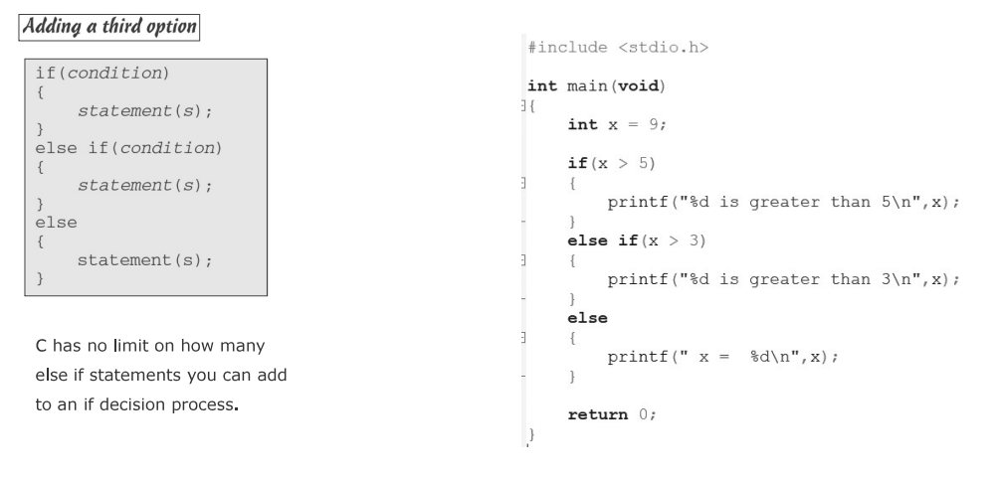 Adding a third option
if(condition)
{
    statement(s);
}
else if(condition)
{
    statement(s);
}
else
{
    statement(s);
}
C has no limit on how many
else if statements you can add
to an if decision process.
#include <stdio.h>
int main(void)
{
    int x = 9;
    if(x > 5)
    {
        printf("%d is greater than 5\n",x);
    }
    else if(x > 3)
    {
        printf("%d is greater than 3\n",x);
    }
    else
    {
        printf(" x =  %d\n",x);
    }
    return 0;
}